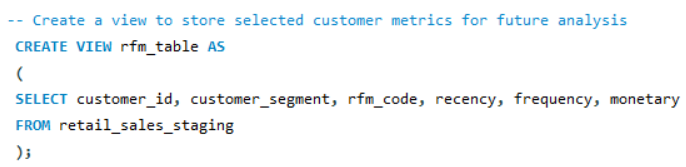 -- Create a view to store selected customer metrics for future analysis
CREATE VIEW rfm_table AS
(
SELECT customer_id, customer_segment, rfm_code, recency, frequency, monetary
FROM retail_sales_staging
);